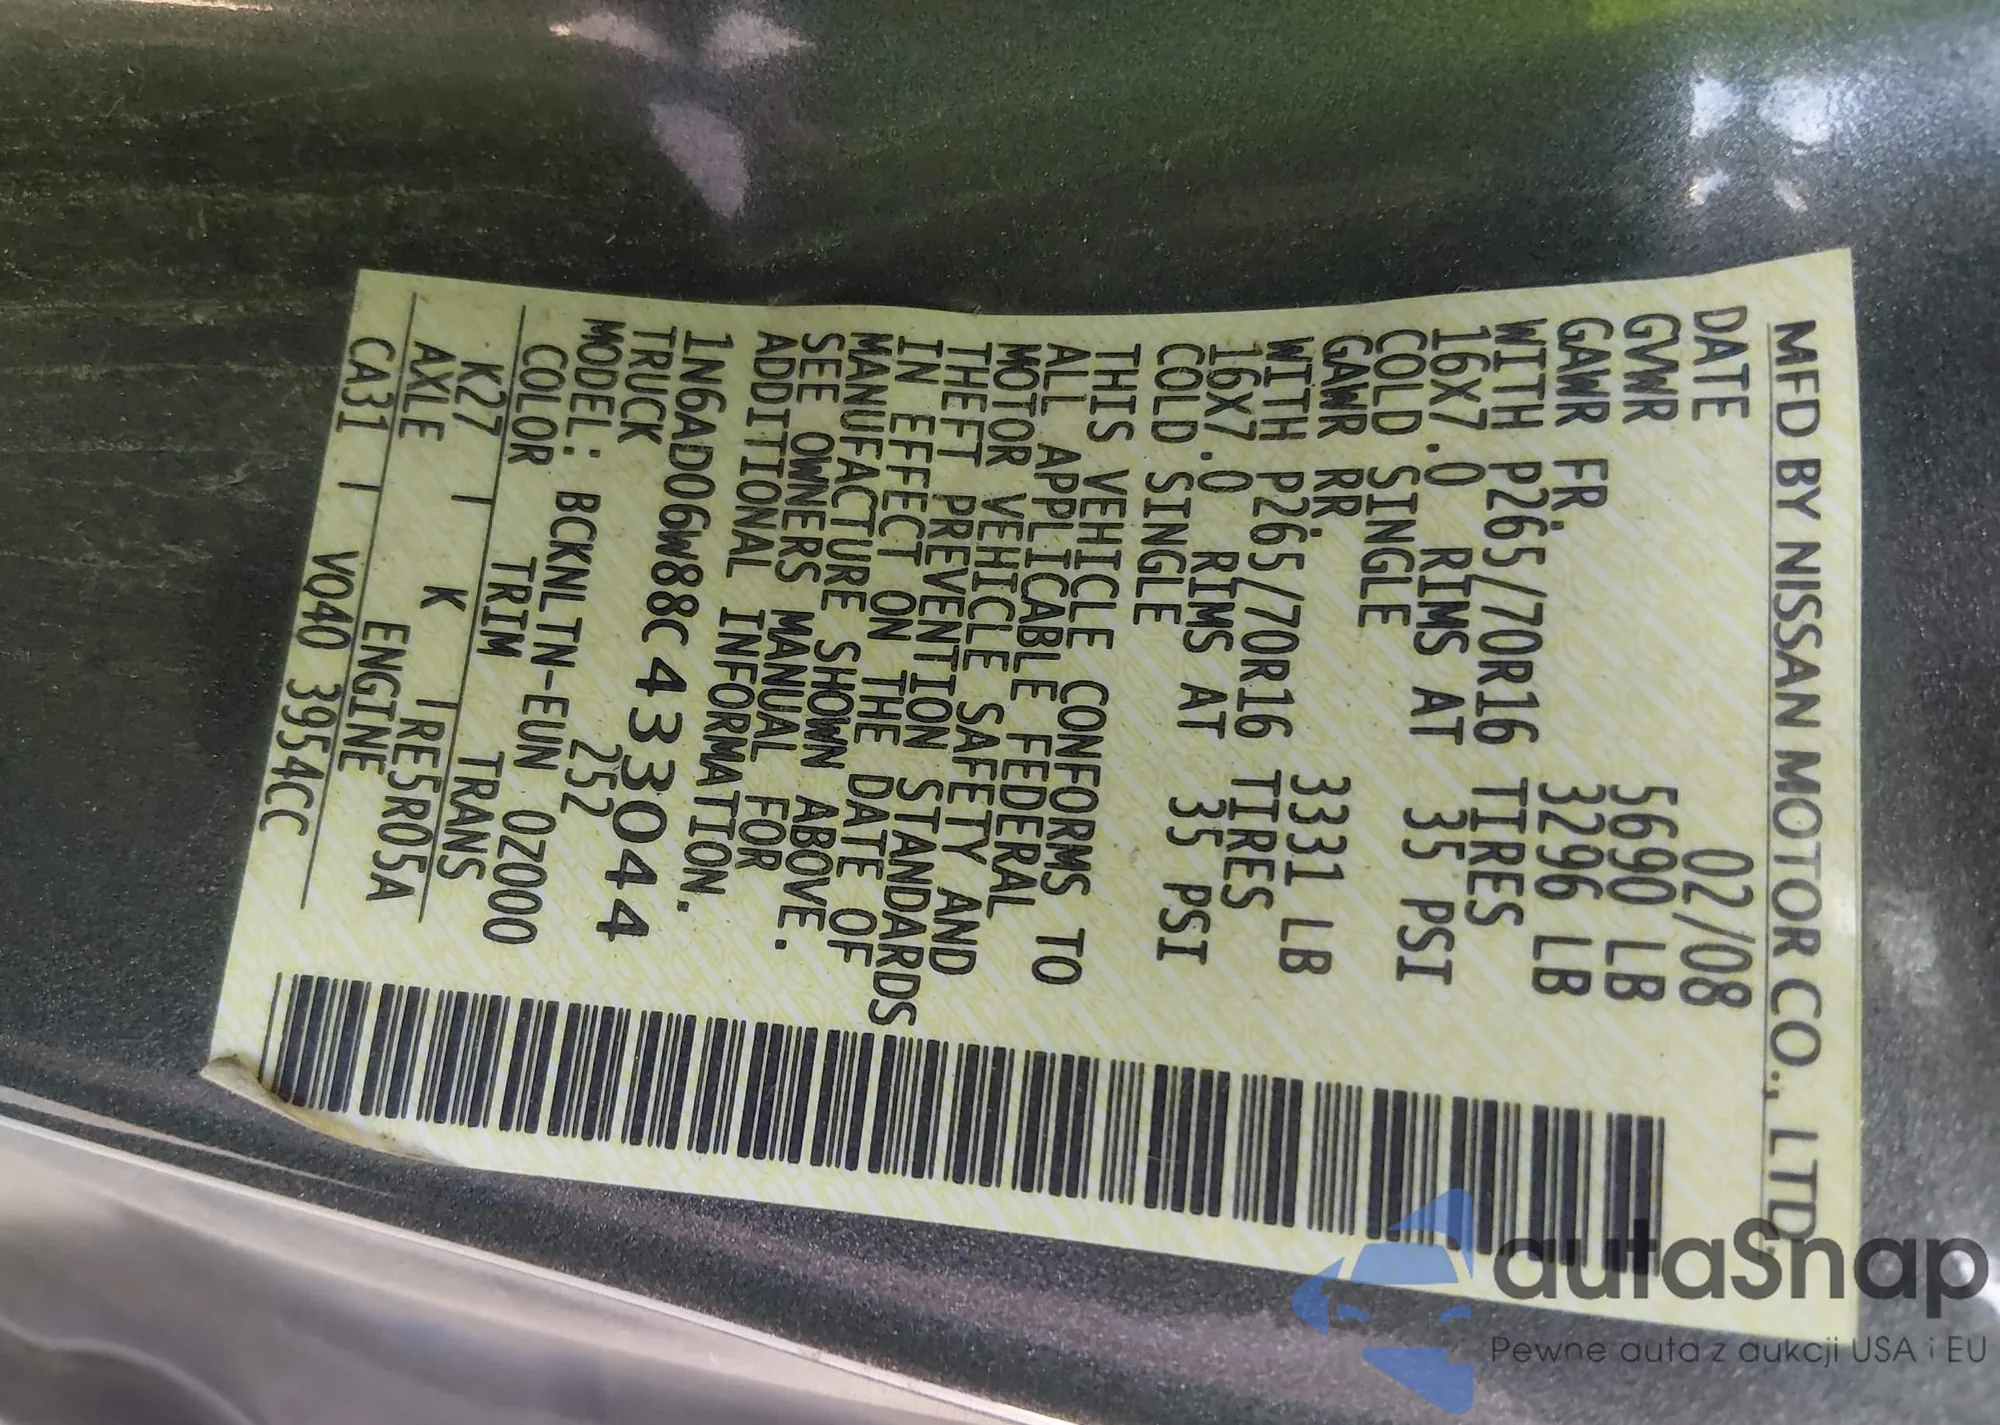 MFD BY NISSAN MOTOR CO., LTD.
DATE 02/08
GVWR 5690 LB
GAWR FR. 3296 LB
WITH P265/70R16 TIRES
16X7.0 RIMS AT 35 PSI
COLD SINGLE
GAWR RR. 3331 LB
WITH P265/70R16 TIRES
16X7.0 RIMS AT 35 PSI
COLD SINGLE
THIS VEHICLE CONFORMS TO
ALL APPLICABLE FEDERAL
MOTOR VEHICLE SAFETY AND
THEFT PREVENTION STANDARDS
IN EFFECT ON THE DATE OF
MANUFACTURE SHOWN ABOVE.
SEE OWNERS MANUAL FOR
ADDITIONAL INFORMATION.
1N6AD06W88C433044
TRUCK 252
MODEL: BCKNLTN-EUN 0Z000
COLOR TRIM TRANS
K27 K RE5R05A
AXLE ENGINE
CA31 VQ40 3954CC
autaSnap
Pewne auta z aukcji USA i EU